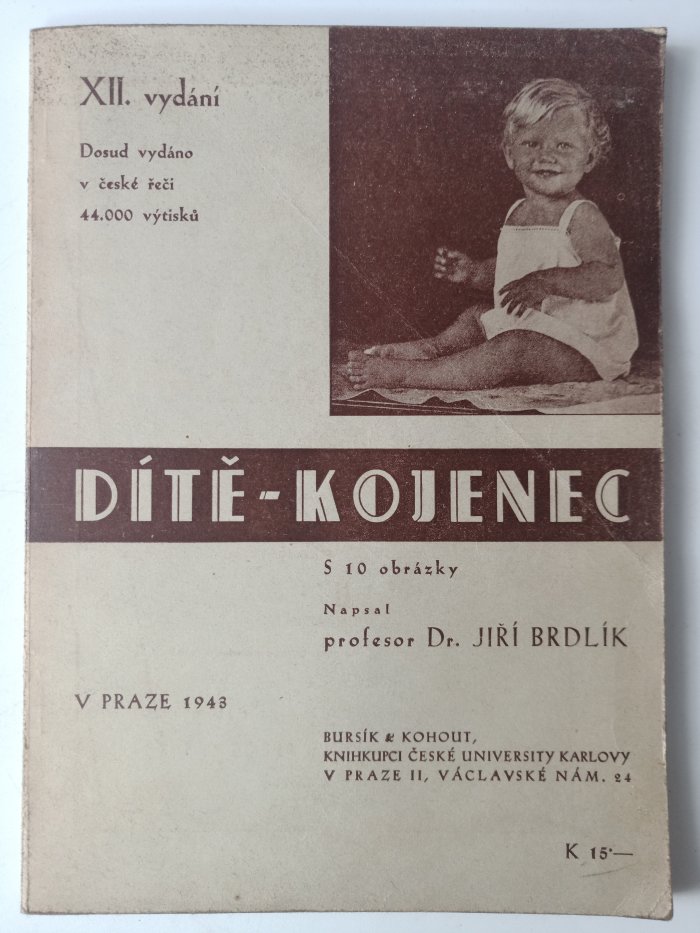 XII. vydání
Dosud vydáno
v české řeči
44.000 výtisků
DÍTĚ-KOJENEC
S 10 obrázky
Napsal
profesor Dr. JIŘÍ BRDLÍK
V PRAZE 1943
BURSÍK & KOHOUT,
KNIHKUPCI ČESKÉ UNIVERSITY KARLOVY
V PRAZE II, VÁCLAVSKÉ NÁM. 24
K 15·—